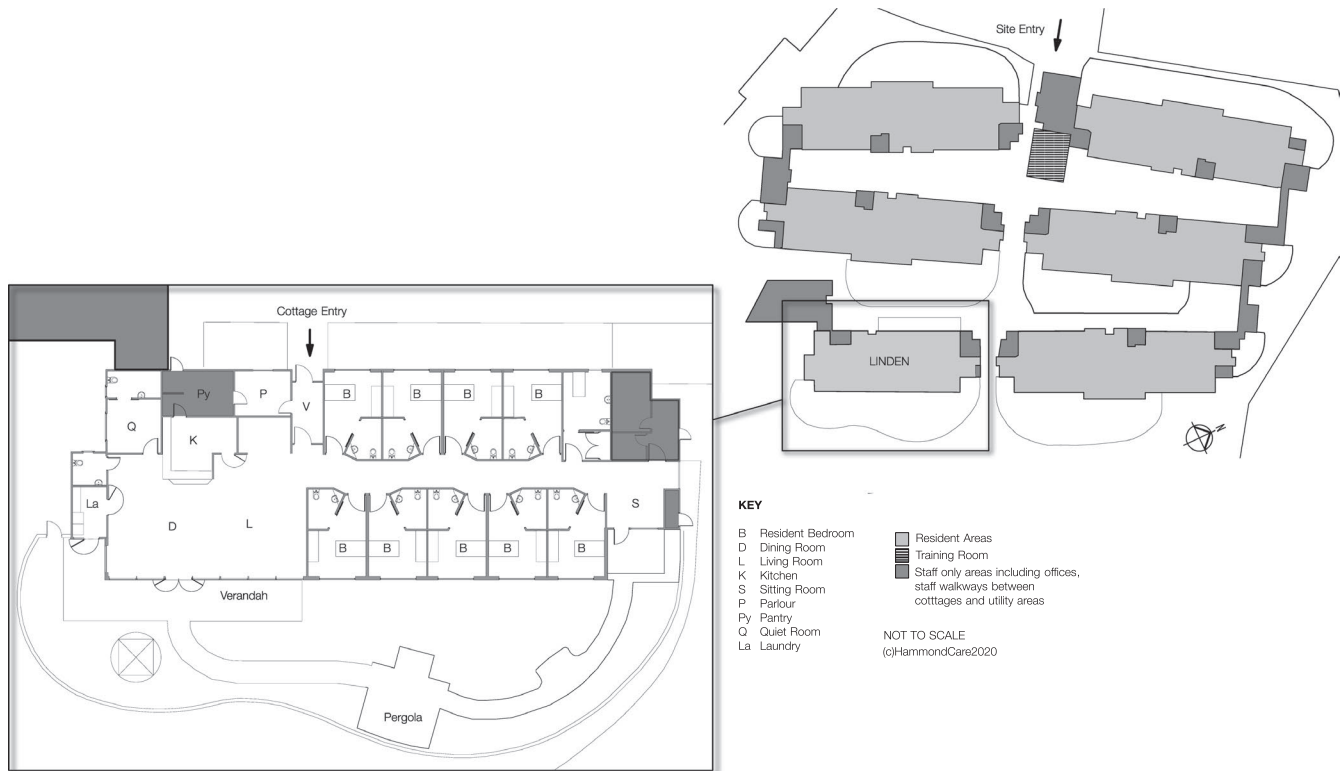 Site Entry
LINDEN
N
Cottage Entry
Py
P
V
B
B
B
B
Q
K
La
D
L
S
B
B
B
B
B
Verandah
Pergola
KEY
B Resident Bedroom
D Dining Room
L Living Room
K Kitchen
S Sitting Room
P Parlour
Py Pantry
Q Quiet Room
La Laundry
Resident Areas
Training Room
Staff only areas including offices,
staff walkways between
cotttages and utility areas
NOT TO SCALE
(c)HammondCare2020